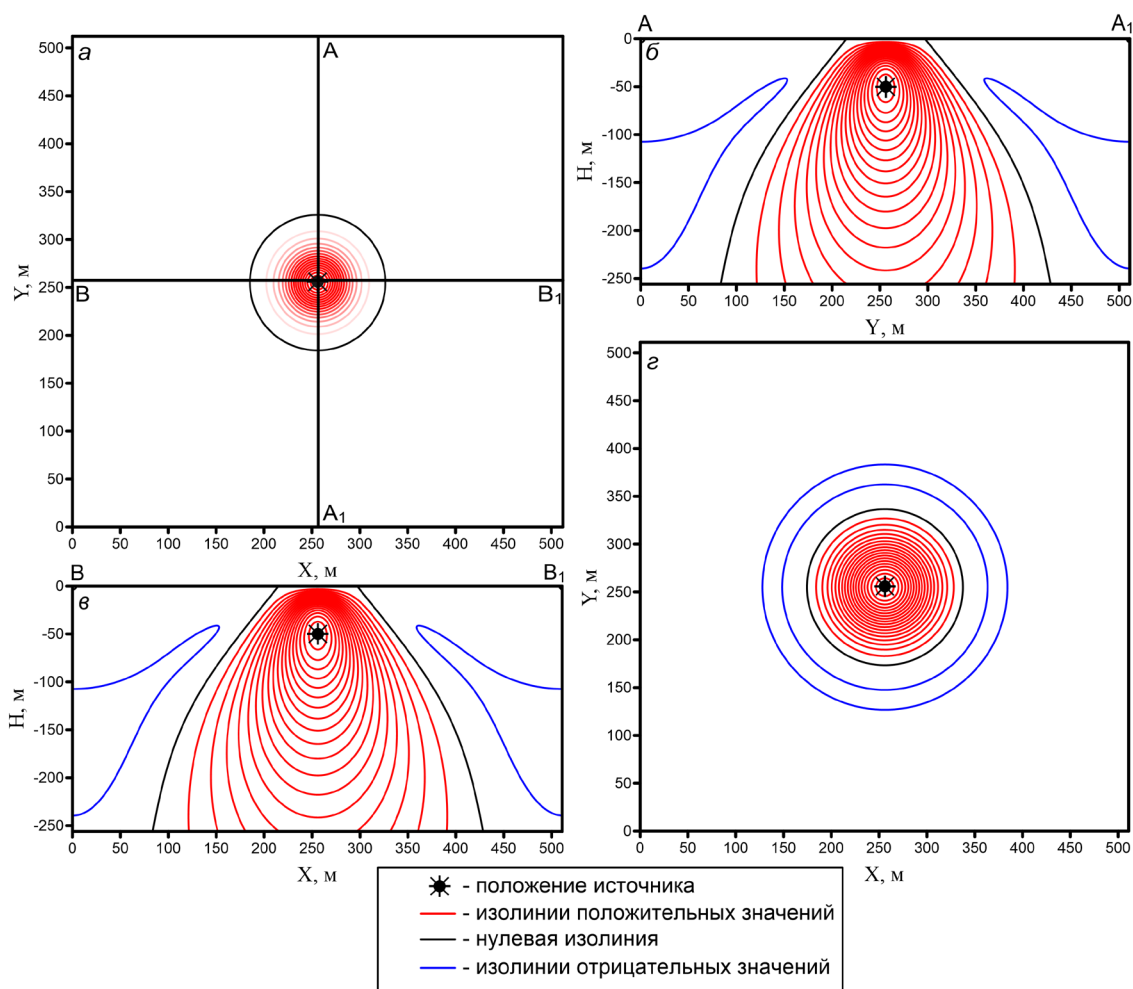 а
A
500
450
400
350
300
250
200
150
100
50
0
Y, м
B
B₁
A₁
0 50 100 150 200 250 300 350 400 450 500
X, м
A
A₁
б
0
-50
-100
-150
-200
-250
H, м
0 50 100 150 200 250 300 350 400 450 500
Y, м
B
B₁
в
0
-50
-100
-150
-200
-250
H, м
0 50 100 150 200 250 300 350 400 450 500
X, м
г
500
450
400
350
300
250
200
150
100
50
0
Y, м
0 50 100 150 200 250 300 350 400 450 500
X, м
- положение источника
- изолинии положительных значений
- нулевая изолиния
- изолинии отрицательных значений